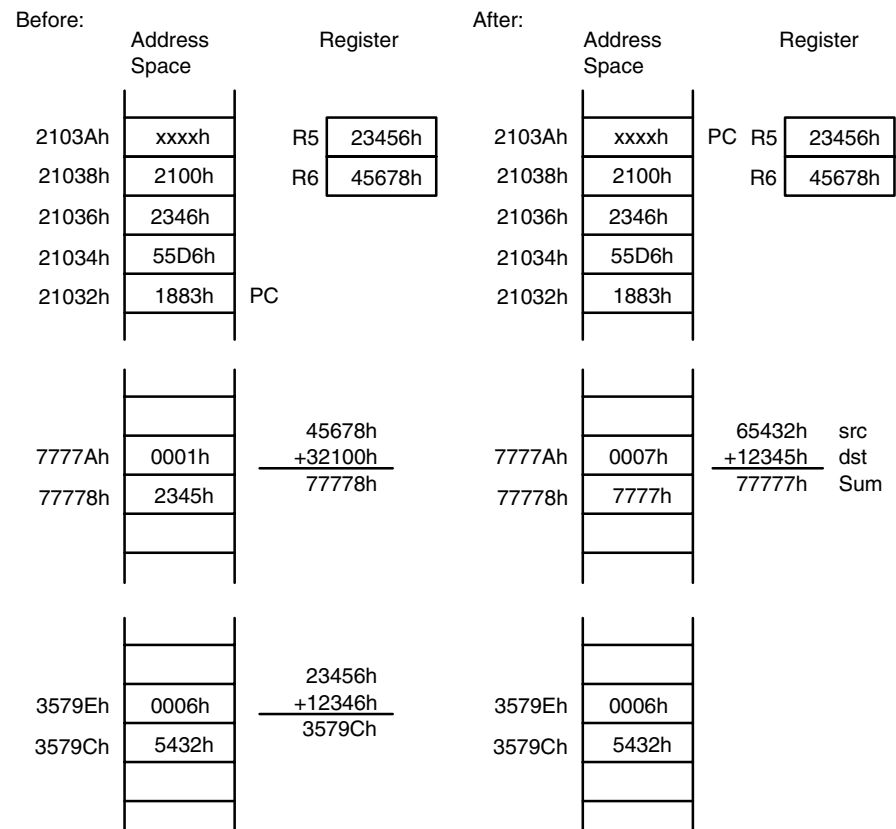 Before: After:
Address Register Address Register
Space Space
2103Ah xxxxh R5 23456h 2103Ah xxxxh PC R5 23456h
21038h 2100h R6 45678h 21038h 2100h R6 45678h
21036h 2346h 21036h 2346h
21034h 55D6h 21034h 55D6h
21032h 1883h PC 21032h 1883h
45678h 65432h src
7777Ah 0001h +32100h 7777Ah 0007h +12345h dst
77778h 2345h 77778h 77778h 7777h 77777h Sum
23456h
3579Eh 0006h +12346h 3579Eh 0006h
3579Ch 5432h 3579Ch 3579Ch 5432h